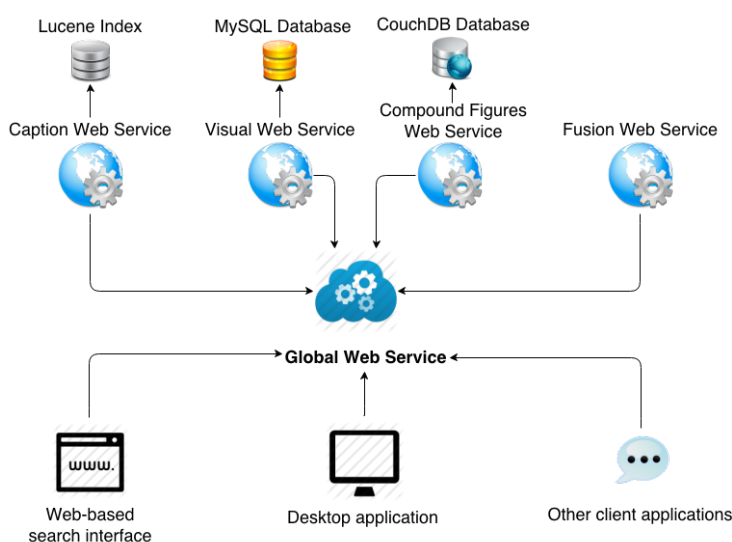 Lucene Index
MySQL Database
CouchDB Database
Caption Web Service
Visual Web Service
Compound Figures
Web Service
Fusion Web Service
Global Web Service
www.
Web-based
search interface
Desktop application
Other client applications